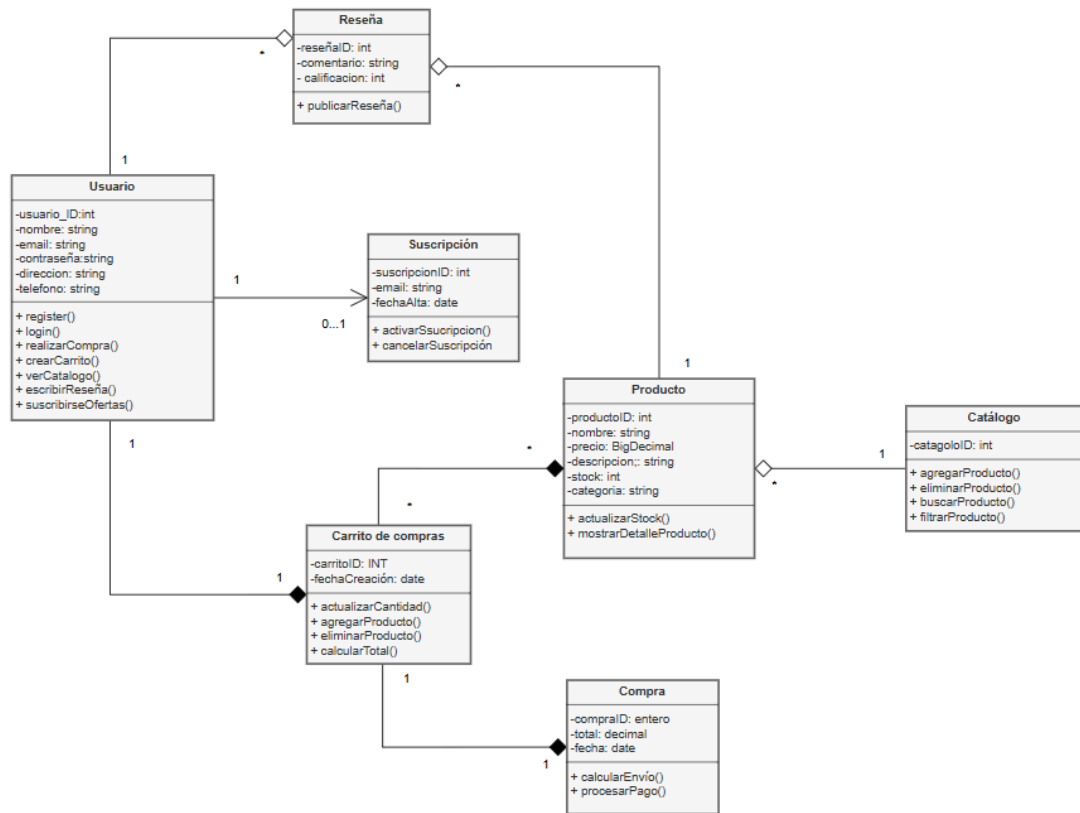 Reseña
-reseñaID: int
-comentario: string
- calificacion: int
+ publicarReseña()
*
*
1
Usuario
-usuario_ID:int
-nombre: string
-email: string
-contraseña:string
-direccion: string
-telefono: string
+ register()
+ login()
+ realizarCompra()
+ crearCarrito()
+ verCatalogo()
+ escribirReseña()
+ suscribirseOfertas()
1
0...1
Suscripción
-suscripcionID: int
-email: string
-fechaAlta: date
+ activarSsucripcion()
+ cancelarSuscripción
1
Producto
-productoID: int
-nombre: string
-precio: BigDecimal
-descripcion;: string
-stock: int
-categoria: string
+ actualizarStock()
+ mostrarDetalleProducto()
1
*
Catálogo
-catagoloID: int
+ agregarProducto()
+ eliminarProducto()
+ buscarProducto()
+ filtrarProducto()
1
*
*
1
Carrito de compras
-carritoID: INT
-fechaCreación: date
+ actualizarCantidad()
+ agregarProducto()
+ eliminarProducto()
+ calcularTotal()
1
1
Compra
-compraID: entero
-total: decimal
-fecha: date
+ calcularEnvío()
+ procesarPago()